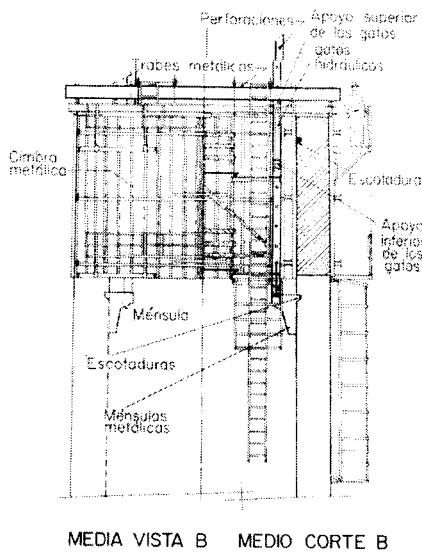 Perforaciones
Apoyo superior
de los gatos
gatos
hidráulicos
Trabes metálicas
Cimbra
metálica
Escotadura
Apoyo
inferior
de los
gatos
Ménsula
Escotaduras
Ménsulas
metálicas
MEDIA VISTA B
MEDIO CORTE B